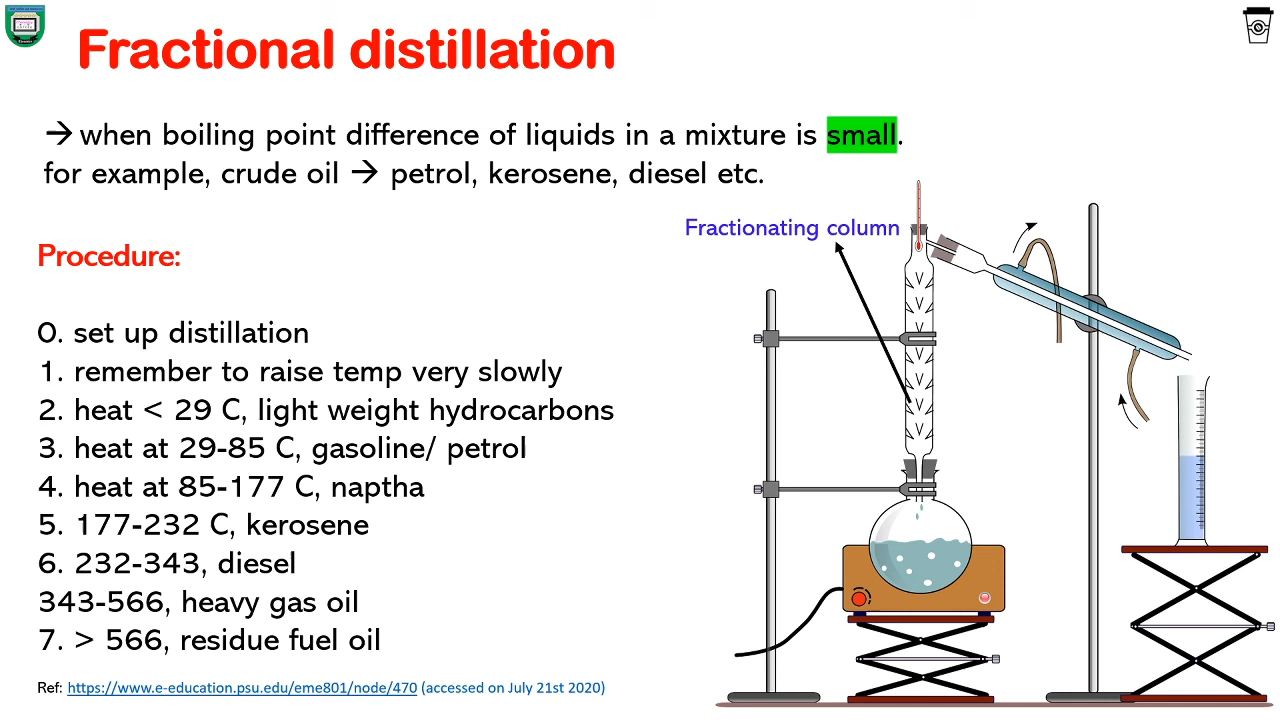 Fractional distillation
→ when boiling point difference of liquids in a mixture is small.
for example, crude oil → petrol, kerosene, diesel etc.
Fractionating column
Procedure:
0. set up distillation
1. remember to raise temp very slowly
2. heat < 29 C, light weight hydrocarbons
3. heat at 29-85 C, gasoline/ petrol
4. heat at 85-177 C, naptha
5. 177-232 C, kerosene
6. 232-343, diesel
343-566, heavy gas oil
7. > 566, residue fuel oil
Ref: https://www.e-education.psu.edu/eme801/node/470 (accessed on July 21st 2020)